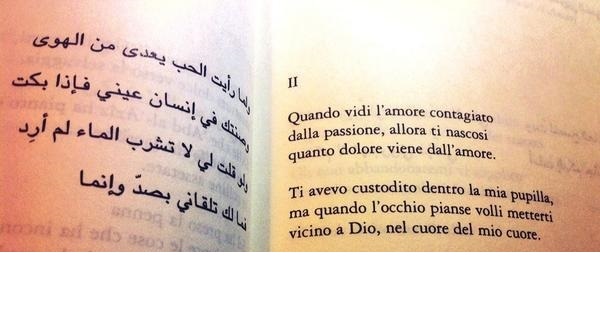 ولما رأيت الحب يعدى من الهوى
وصنتك في إنسان عيني فإذا بكت
ولو قلت لي لا تشرب الماء لم أرِد
فما لك تلقاني بصدّ وإنما
II
Quando vidi l'amore contagiato
dalla passione, allora ti nascosi
quanto dolore viene dall'amore.
Ti avevo custodito dentro la mia pupilla,
ma quando l'occhio pianse volli metterti
vicino a Dio, nel cuore del mio cuore.